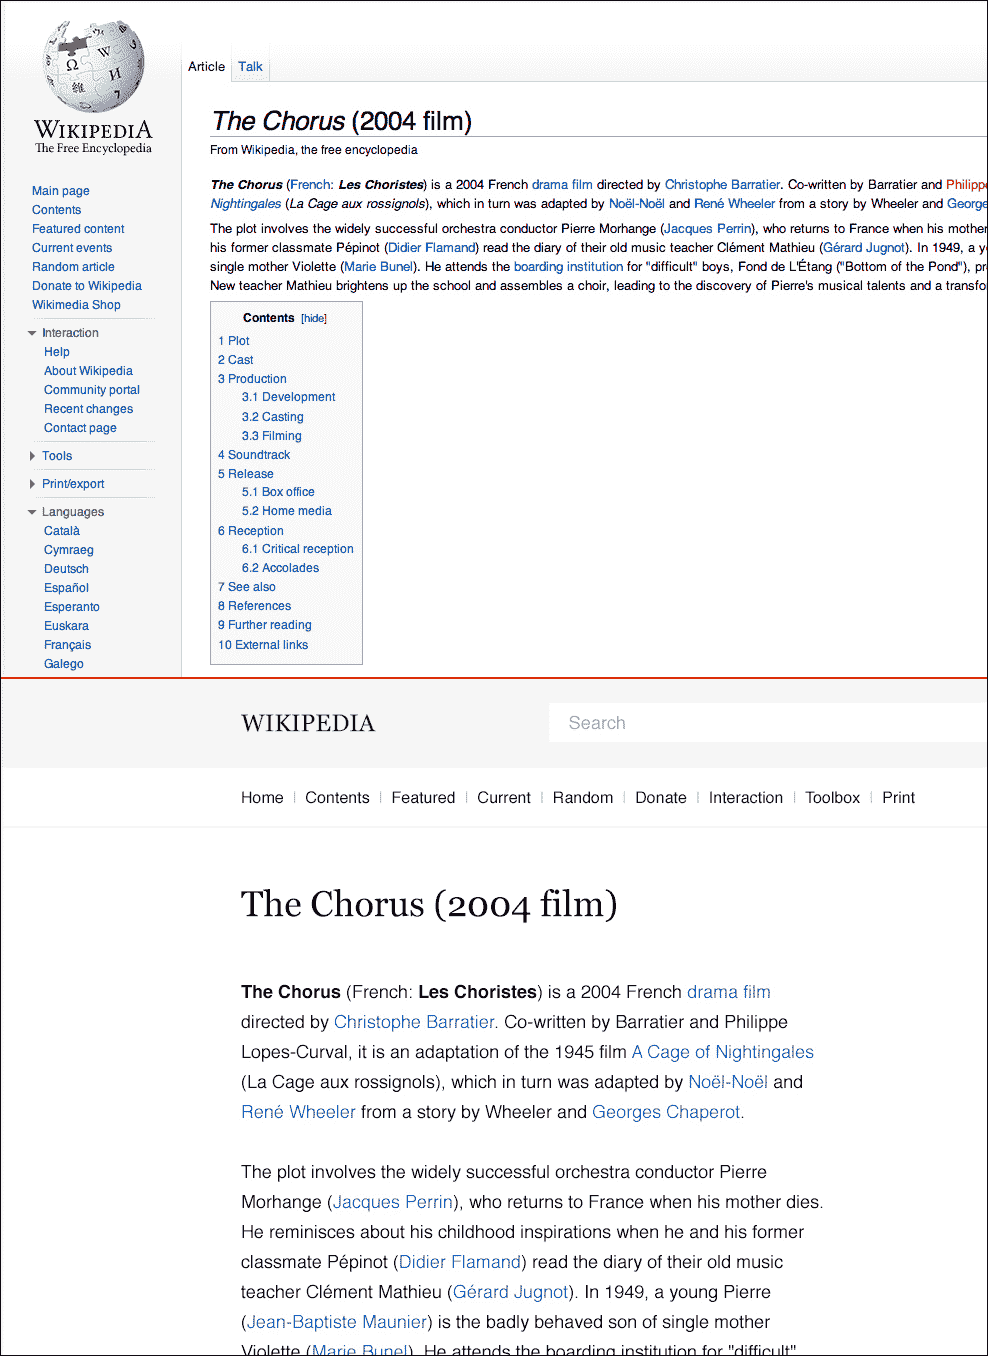 WIKIPEDIA
The Free Encyclopedia
Main page
Contents
Featured content
Current events
Random article
Donate to Wikipedia
Wikimedia Shop
Interaction
Help
About Wikipedia
Community portal
Recent changes
Contact page
Tools
Print/export
Languages
Català
Cymraeg
Deutsch
Español
Esperanto
Euskara
Français
Galego
Article Talk
The Chorus (2004 film)
From Wikipedia, the free encyclopedia
The Chorus (French: Les Choristes) is a 2004 French drama film directed by Christophe Barratier. Co-written by Barratier and Philippe
Nightingales (La Cage aux rossignols), which in turn was adapted by Noël-Noël and René Wheeler from a story by Wheeler and George
The plot involves the widely successful orchestra conductor Pierre Morhange (Jacques Perrin), who returns to France when his mother
his former classmate Pépinot (Didier Flamand) read the diary of their old music teacher Clément Mathieu (Gérard Jugnot). In 1949, a
single mother Violette (Marie Bunel). He attends the boarding institution for "difficult" boys, Fond de L'Étang ("Bottom of the Pond"), pr
New teacher Mathieu brightens up the school and assembles a choir, leading to the discovery of Pierre's musical talents and a transfo
Contents [hide]
1 Plot
2 Cast
3 Production
3.1 Development
3.2 Casting
3.3 Filming
4 Soundtrack
5 Release
5.1 Box office
5.2 Home media
6 Reception
6.1 Critical reception
6.2 Accolades
7 See also
8 References
9 Further reading
10 External links
WIKIPEDIA
Search
Home Contents Featured Current Random Donate Interaction Toolbox Print
The Chorus (2004 film)
The Chorus (French: Les Choristes) is a 2004 French drama film
directed by Christophe Barratier. Co-written by Barratier and Philippe
Lopes-Curval, it is an adaptation of the 1945 film A Cage of Nightingales
(La Cage aux rossignols), which in turn was adapted by Noël-Noël and
René Wheeler from a story by Wheeler and Georges Chaperot.
The plot involves the widely successful orchestra conductor Pierre
Morhange (Jacques Perrin), who returns to France when his mother dies.
He reminisces about his childhood inspirations when he and his former
classmate Pépinot (Didier Flamand) read the diary of their old music
teacher Clément Mathieu (Gérard Jugnot). In 1949, a young Pierre
(Jean-Baptiste Maunier) is the badly behaved son of single mother
Violette (Marie Bunel). He attends the boarding institution for "difficult"